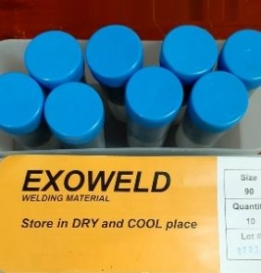 EXOWELD
WELDING MATERIAL
Store in DRY and COOL place
Size
90
Quantit
10
Lot #